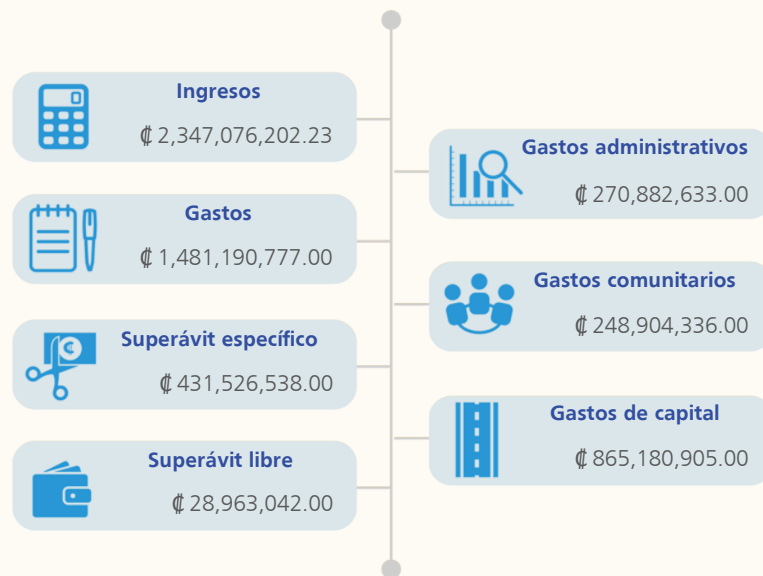 Ingresos
₡ 2,347,076,202.23
Gastos
₡ 1,481,190,777.00
Superávit específico
₡ 431,526,538.00
Superávit libre
₡ 28,963,042.00
Gastos administrativos
₡ 270,882,633.00
Gastos comunitarios
₡ 248,904,336.00
Gastos de capital
₡ 865,180,905.00